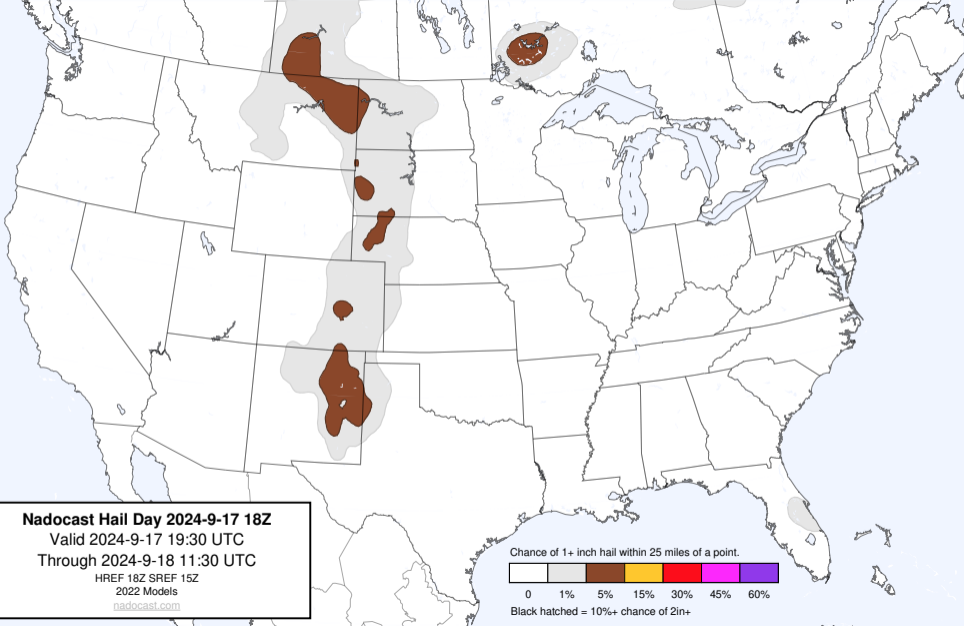 Nadocast Hail Day 2024-9-17 18Z
Valid 2024-9-17 19:30 UTC
Through 2024-9-18 11:30 UTC
HREF 18Z SREF 15Z
2022 Models
nadocast.com
Chance of 1+ inch hail within 25 miles of a point.
0 1% 5% 15% 30% 45% 60%
Black hatched = 10%+ chance of 2in+